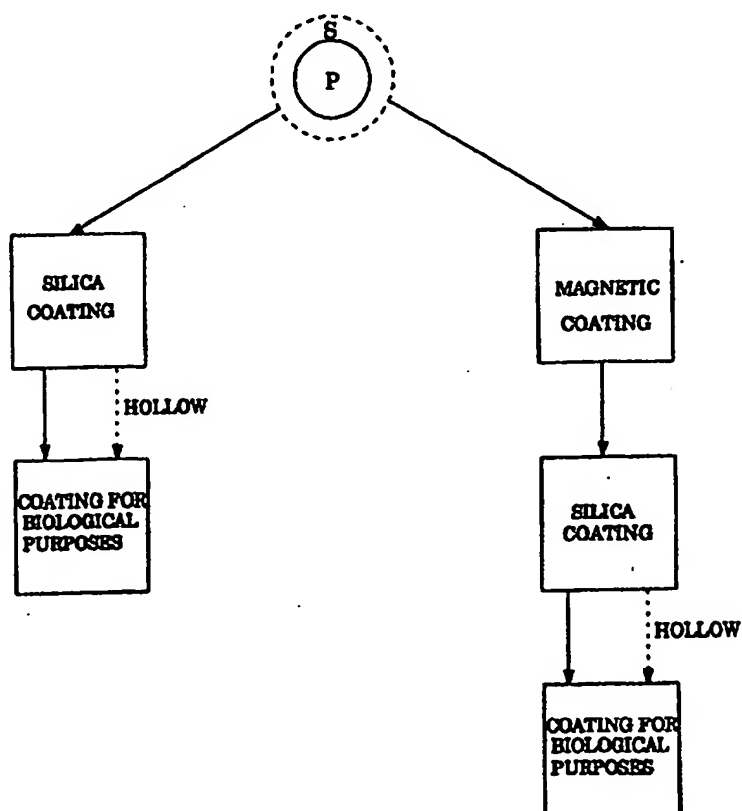 S
P
SILICA
COATING
MAGNETIC
COATING
HOLLOW
COATING FOR
BIOLOGICAL
PURPOSES
SILICA
COATING
HOLLOW
COATING FOR
BIOLOGICAL
PURPOSES